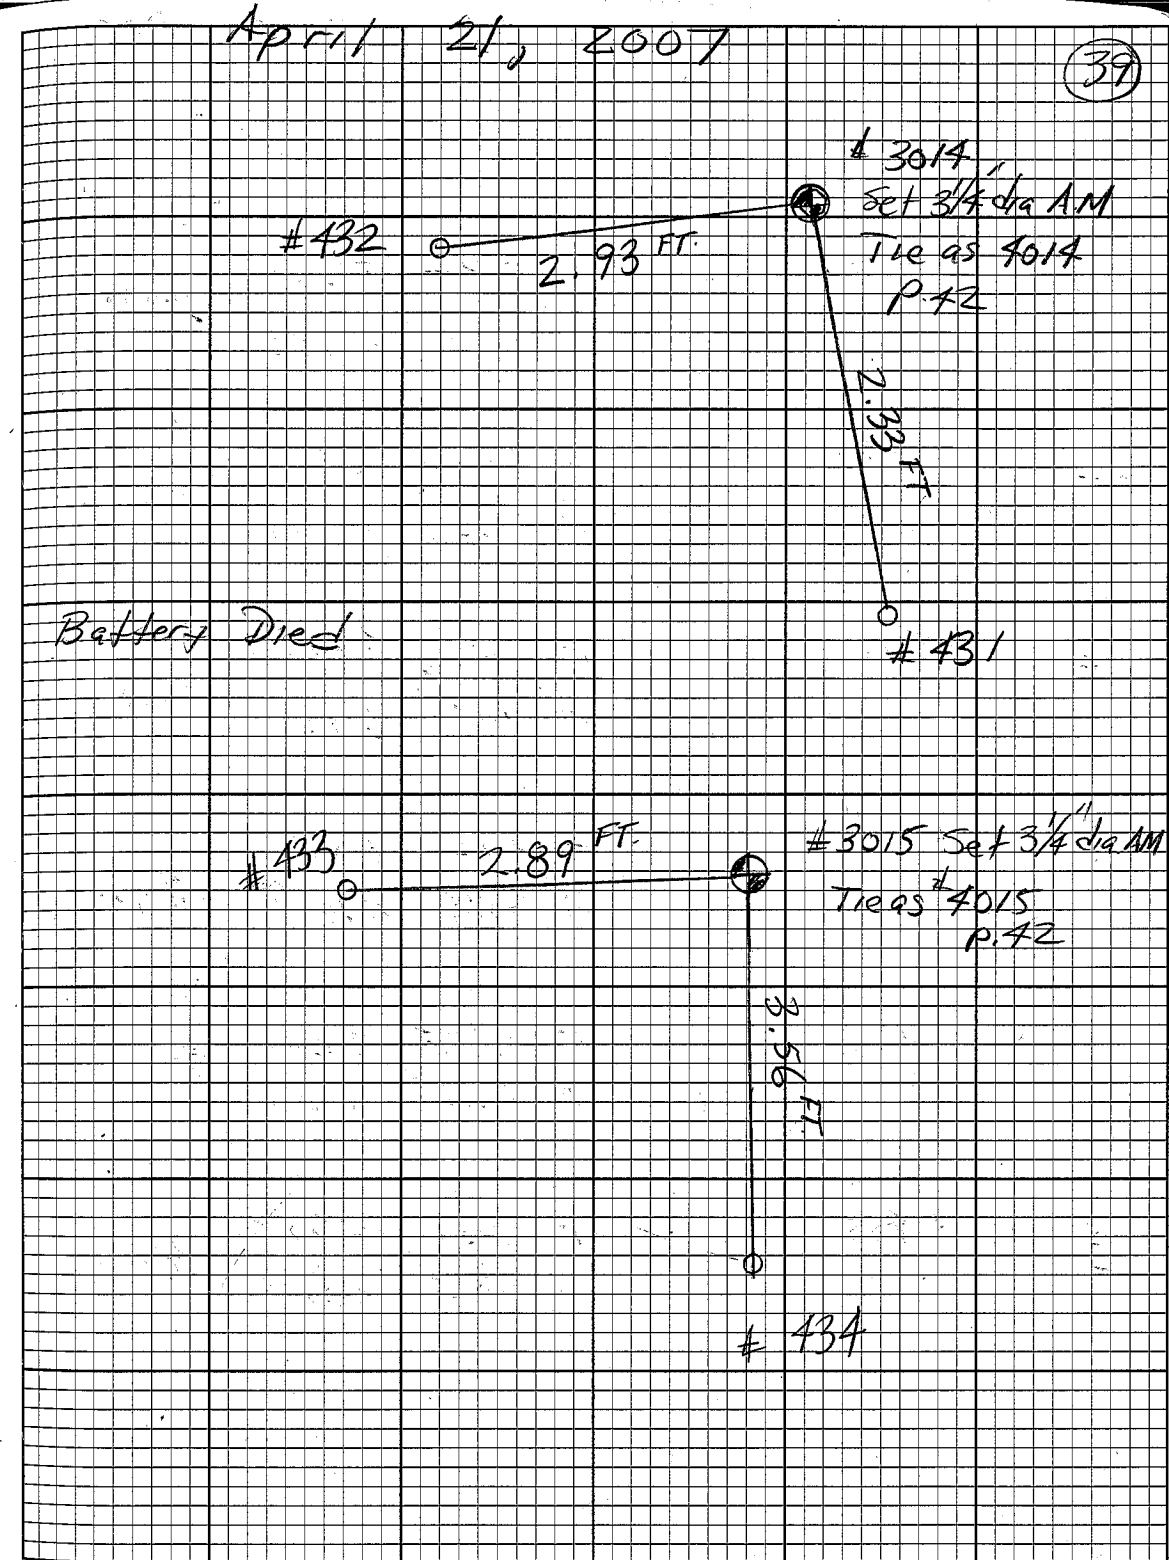 April 21, 2007
39
# 3014
Set 3 1/4" dia AM
Tie as 4014
p. 42
#432
2.93 FT.
2.33 FT
# 431
Battery Died
# 433
2.89 FT.
#3015 Set 3 1/4" dia AM
Tie as #4015
p. 42
3.56 FT.
# 434